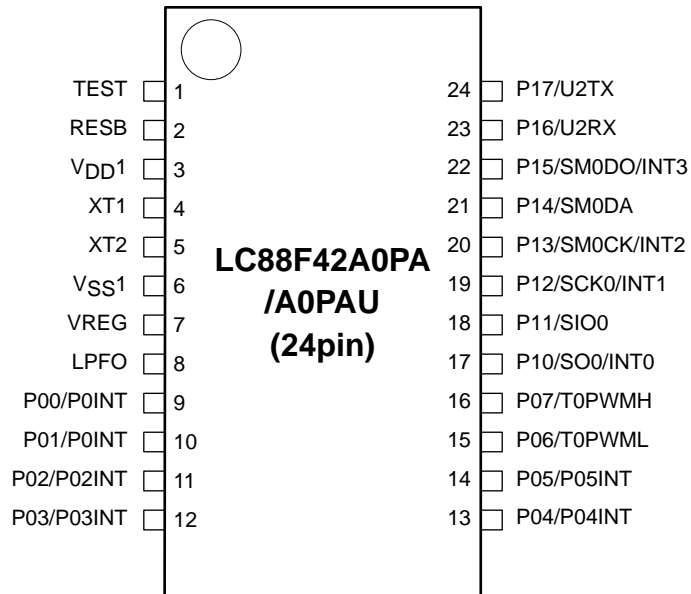 TEST 1
RESB 2
VDD1 3
XT1 4
XT2 5
VSS1 6
VREG 7
LPFO 8
P00/P0INT 9
P01/P0INT 10
P02/P02INT 11
P03/P03INT 12
LC88F42A0PA
/A0PAU
(24pin)
24 P17/U2TX
23 P16/U2RX
22 P15/SM0DO/INT3
21 P14/SM0DA
20 P13/SM0CK/INT2
19 P12/SCK0/INT1
18 P11/SIO0
17 P10/SO0/INT0
16 P07/T0PWMH
15 P06/T0PWML
14 P05/P05INT
13 P04/P04INT